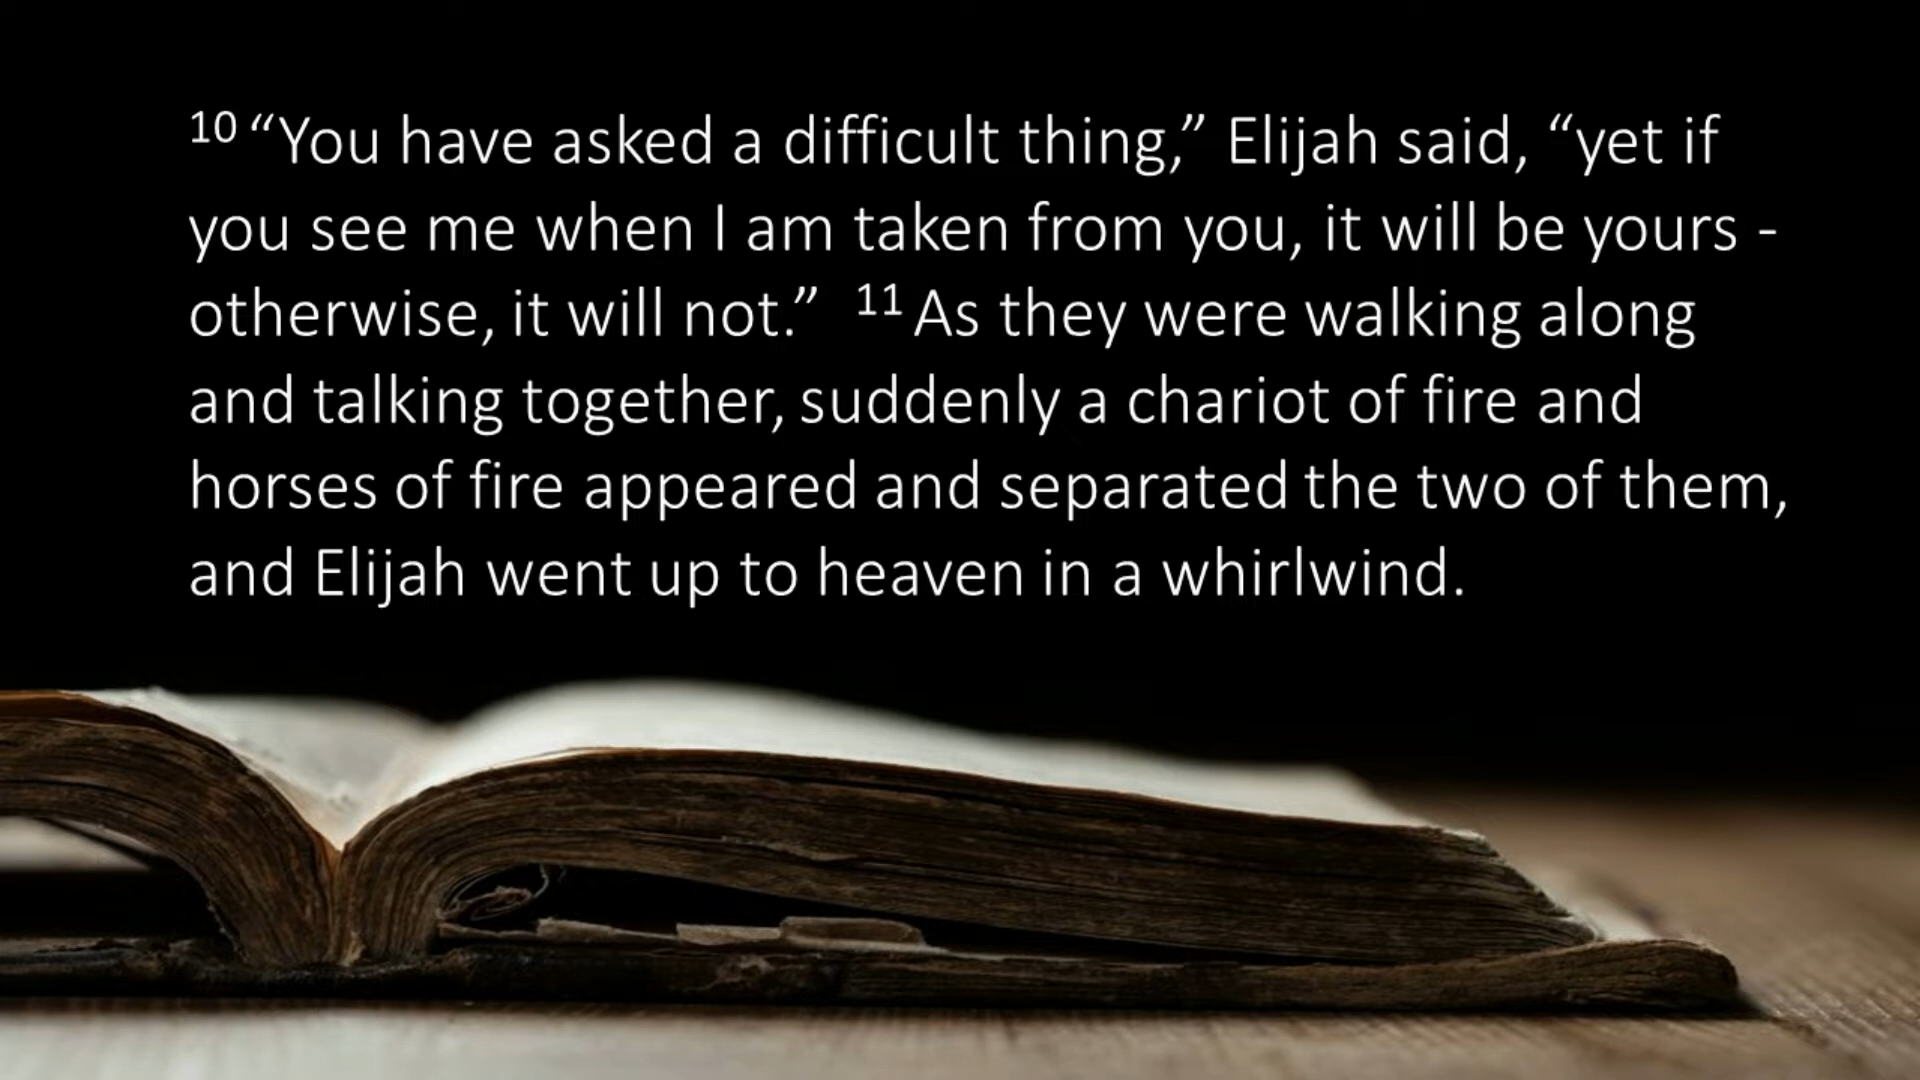 10 “You have asked a difficult thing,” Elijah said, “yet if
you see me when I am taken from you, it will be yours -
otherwise, it will not.” 11 As they were walking along
and talking together, suddenly a chariot of fire and
horses of fire appeared and separated the two of them,
and Elijah went up to heaven in a whirlwind.